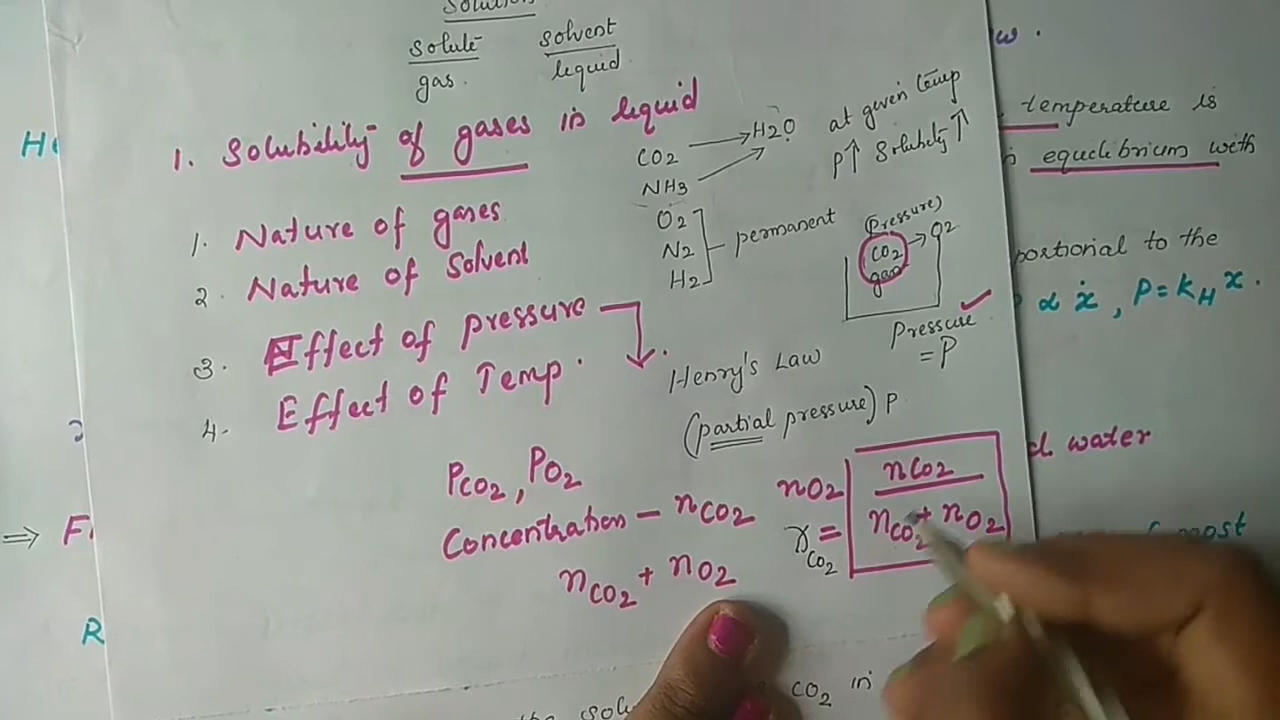 Solution
solute solvent
gas. liquid
1. Solubility of gases in liquid
CO2 → H2O
NH3
at given temp
P↑ Solubility ↑
1. Nature of gases
2. Nature of Solvent
3. Effect of pressure
4. Effect of Temp.
O2
N2 permanent
H2
(Pressure)
CO2 → O2
gas
Pressure ✓
= P
Henry's Law
(partial pressure) P
PCO2, PO2
Concentration - nCO2 nO2
nCO2 + nO2
xCO2 = nCO2 / nCO2 + nO2
w.
temperature is
equilibrium with
portional to the
α x, P = KH x.
water
most
⇒
R
CO2 in